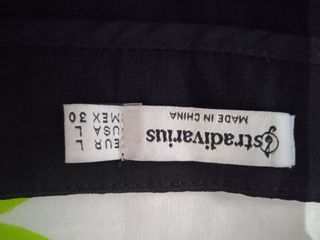 stradivarius
MADE IN CHINA
EUR L
USA L
MEX 30